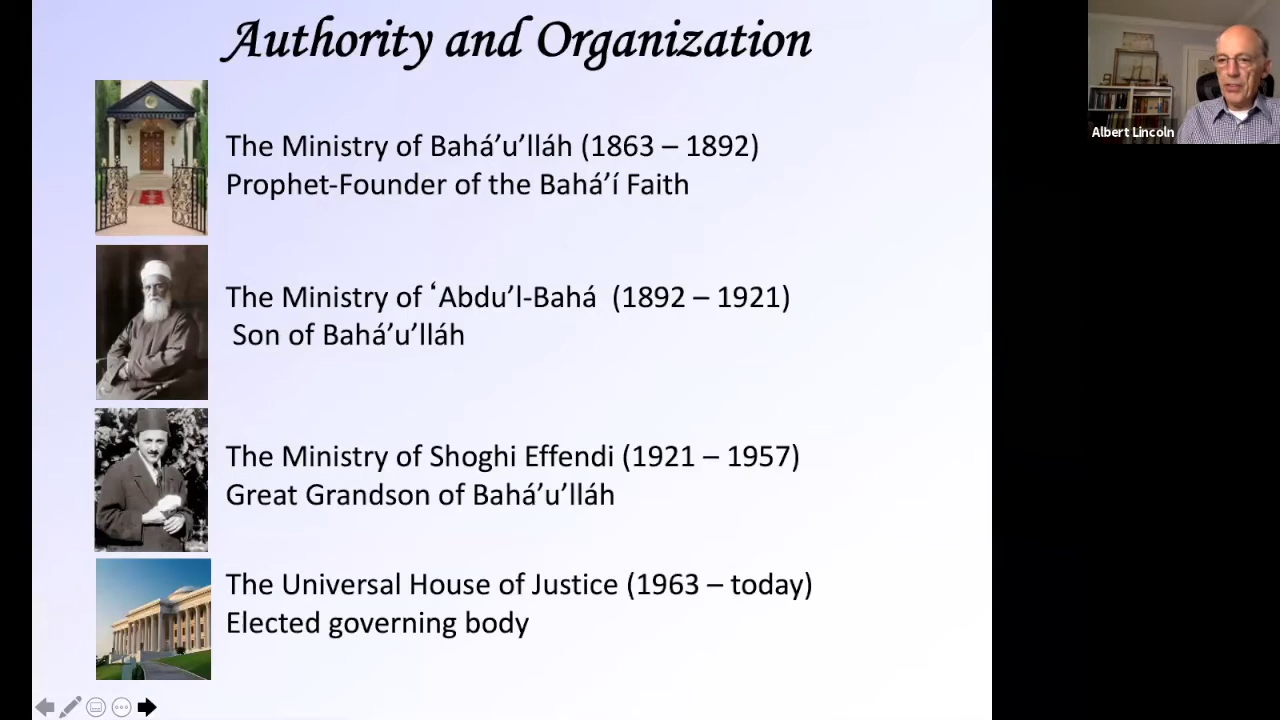 Authority and Organization
Albert Lincoln
The Ministry of Bahá’u’lláh (1863 – 1892)
Prophet-Founder of the Bahá’í Faith
The Ministry of ‘Abdu’l-Bahá (1892 – 1921)
Son of Bahá’u’lláh
The Ministry of Shoghi Effendi (1921 – 1957)
Great Grandson of Bahá’u’lláh
The Universal House of Justice (1963 – today)
Elected governing body